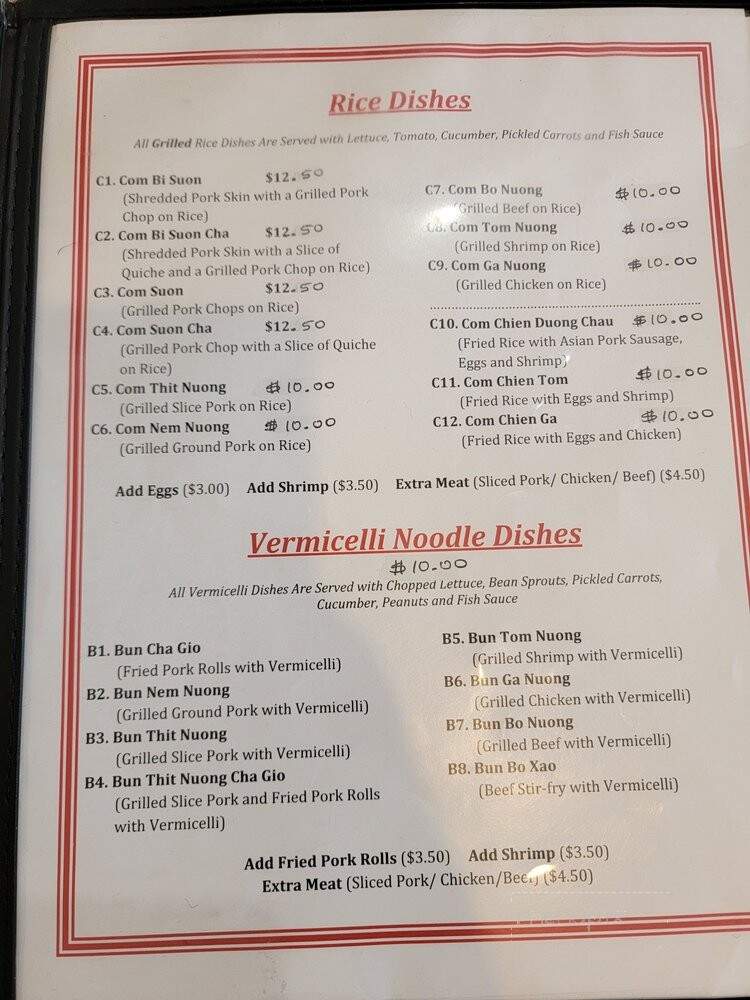 Rice Dishes
All Grilled Rice Dishes Are Served with Lettuce, Tomato, Cucumber, Pickled Carrots and Fish Sauce
C1. Com Bi Suon $12.50
(Shredded Pork Skin with a Grilled Pork
Chop on Rice)
C2. Com Bi Suon Cha $12.50
(Shredded Pork Skin with a Slice of
Quiche and a Grilled Pork Chop on Rice)
C3. Com Suon $12.50
(Grilled Pork Chops on Rice)
C4. Com Suon Cha $12.50
(Grilled Pork Chop with a Slice of Quiche
on Rice)
C5. Com Thit Nuong $10.00
(Grilled Slice Pork on Rice)
C6. Com Nem Nuong $10.00
(Grilled Ground Pork on Rice)
C7. Com Bo Nuong $10.00
(Grilled Beef on Rice)
C8. Com Tom Nuong $10.00
(Grilled Shrimp on Rice)
C9. Com Ga Nuong $10.00
(Grilled Chicken on Rice)
C10. Com Chien Duong Chau $10.00
(Fried Rice with Asian Pork Sausage,
Eggs and Shrimp)
C11. Com Chien Tom $10.00
(Fried Rice with Eggs and Shrimp)
C12. Com Chien Ga $10.00
(Fried Rice with Eggs and Chicken)
Add Eggs ($3.00) Add Shrimp ($3.50) Extra Meat (Sliced Pork/ Chicken/ Beef) ($4.50)
Vermicelli Noodle Dishes
$10.00
All Vermicelli Dishes Are Served with Chopped Lettuce, Bean Sprouts, Pickled Carrots,
Cucumber, Peanuts and Fish Sauce
B1. Bun Cha Gio
(Fried Pork Rolls with Vermicelli)
B2. Bun Nem Nuong
(Grilled Ground Pork with Vermicelli)
B3. Bun Thit Nuong
(Grilled Slice Pork with Vermicelli)
B4. Bun Thit Nuong Cha Gio
(Grilled Slice Pork and Fried Pork Rolls
with Vermicelli)
B5. Bun Tom Nuong
(Grilled Shrimp with Vermicelli)
B6. Bun Ga Nuong
(Grilled Chicken with Vermicelli)
B7. Bun Bo Nuong
(Grilled Beef with Vermicelli)
B8. Bun Bo Xao
(Beef Stir-fry with Vermicelli)
Add Fried Pork Rolls ($3.50) Add Shrimp ($3.50)
Extra Meat (Sliced Pork/ Chicken/Beef) ($4.50)